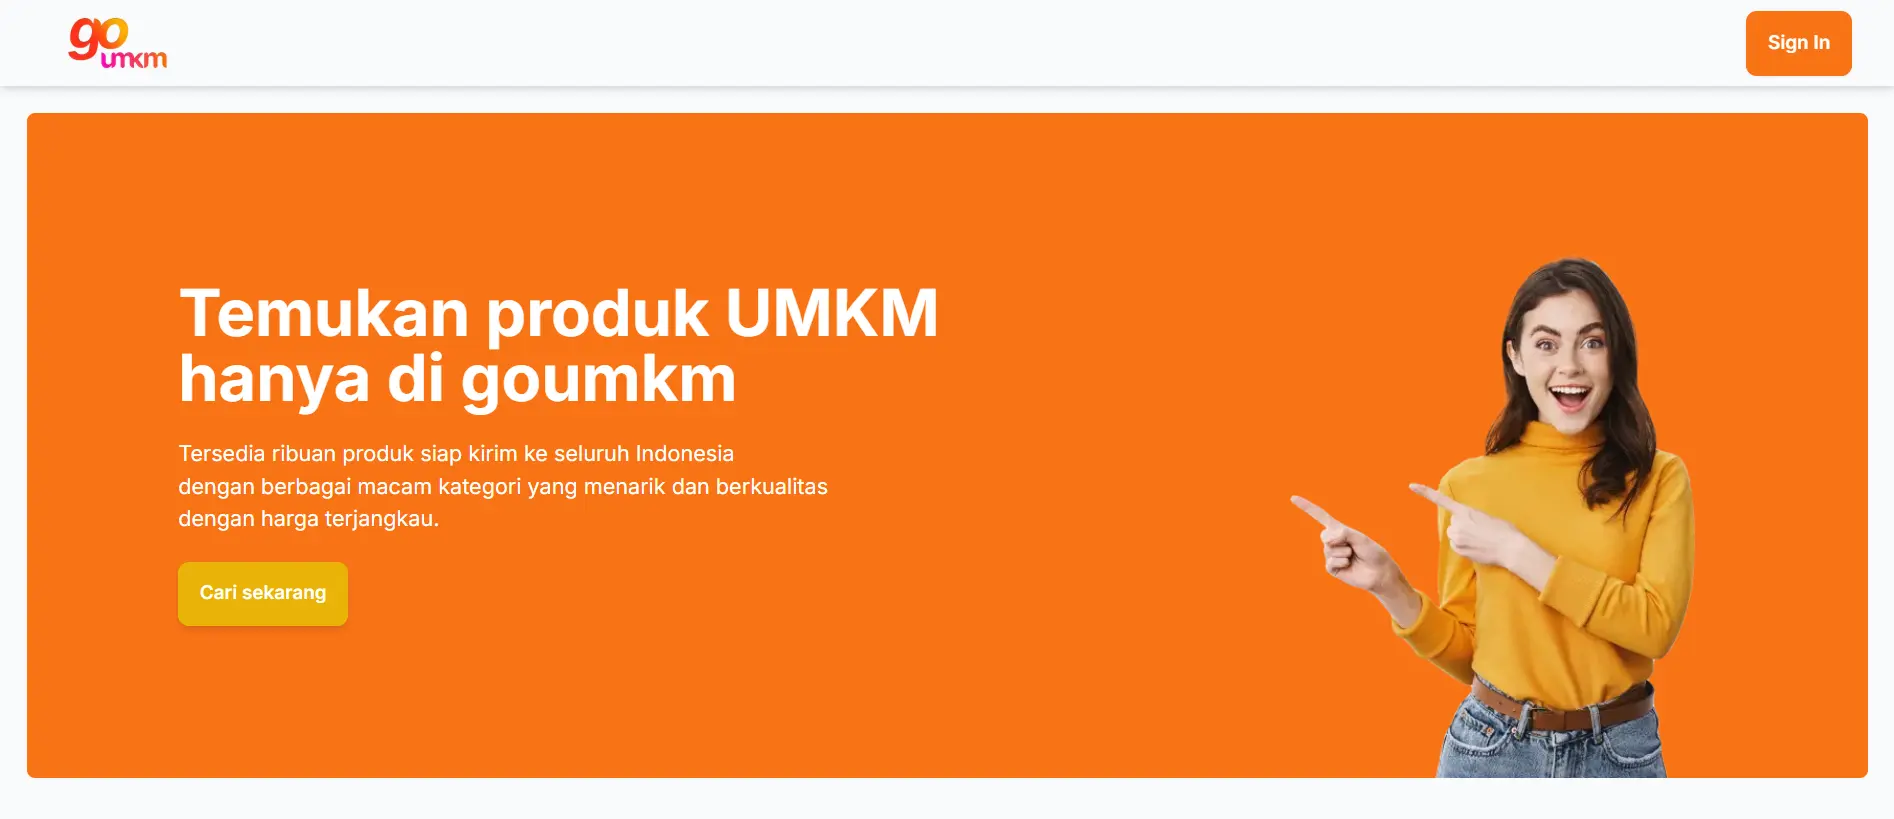 go
umkm
Sign In
Temukan produk UMKM
hanya di goumkm
Tersedia ribuan produk siap kirim ke seluruh Indonesia
dengan berbagai macam kategori yang menarik dan berkualitas
dengan harga terjangkau.
Cari sekarang